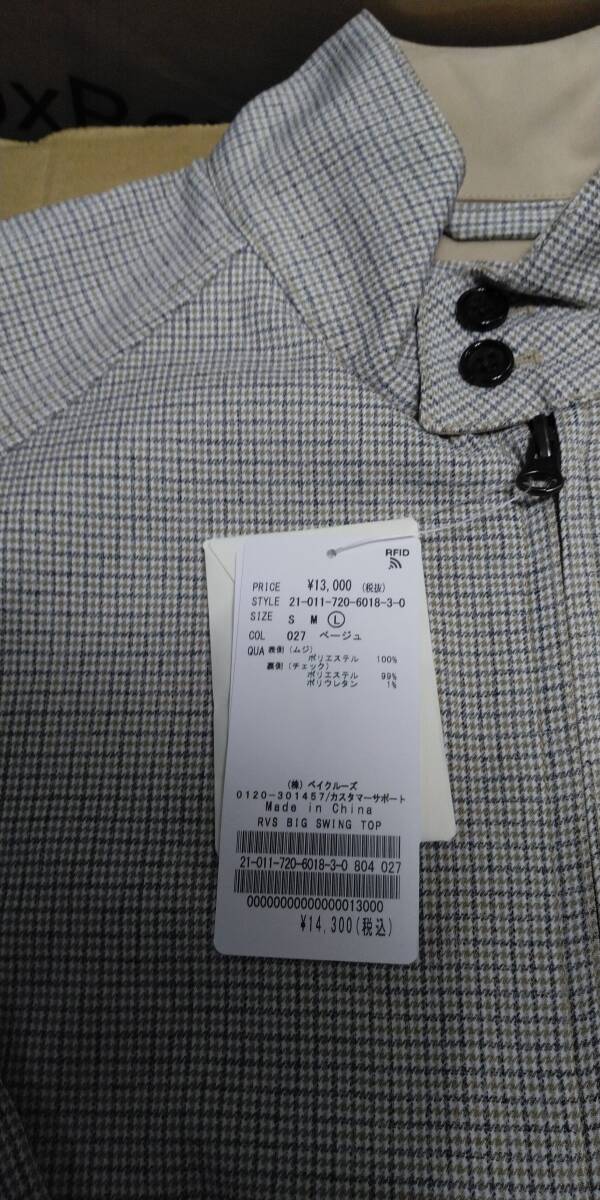 RFID
PRICE ¥13,000 (税抜)
STYLE 21-011-720-6018-3-0
SIZE S M L
COL 027 ベージュ
QUA 表側(ムジ)
ポリエステル 100%
裏側(チェック)
ポリエステル 99%
ポリウレタン 1%
(株)ベイクルーズ
0120-301457/カスタマーサポート
Made in China
RVS BIG SWING TOP
21-011-720-6018-3-0 804 027
00000000000000013000
¥14,300(税込)